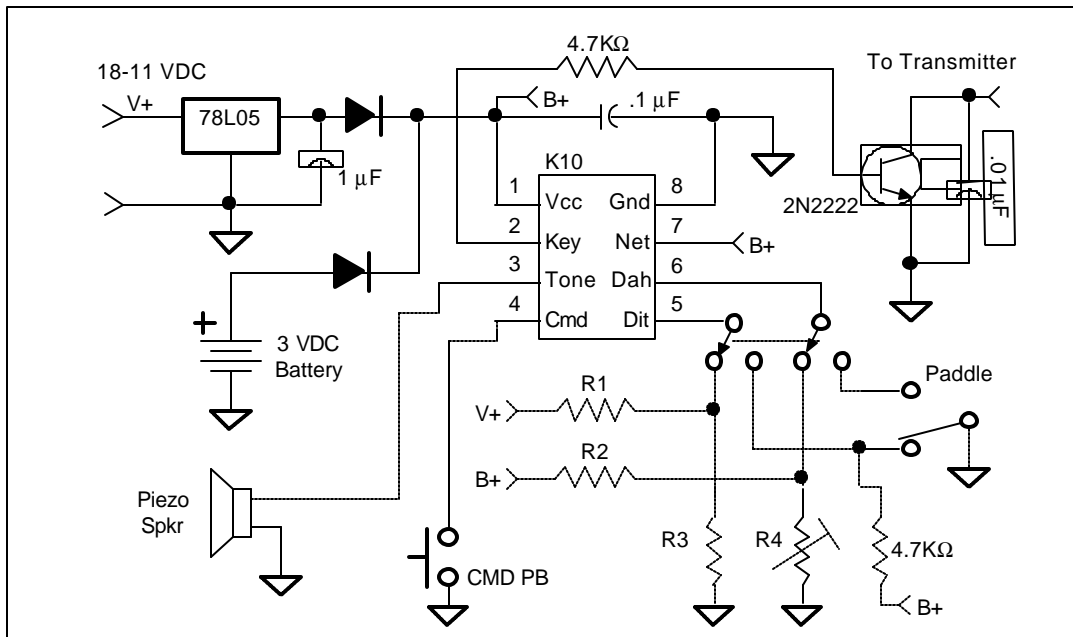 4.7KΩ
18-11 VDC
To Transmitter
V+
B+
.1 μF
78L05
1 μF
K10
1
Vcc
Gnd
8
2
Key
Net
7
B+
3
Tone
Dah
6
4
Cmd
Dit
5
2N2222
.01 μF
+
3 VDC
Battery
Paddle
R1
V+
R2
B+
Piezo
Spkr
R3
R4
4.7KΩ
CMD PB
B+